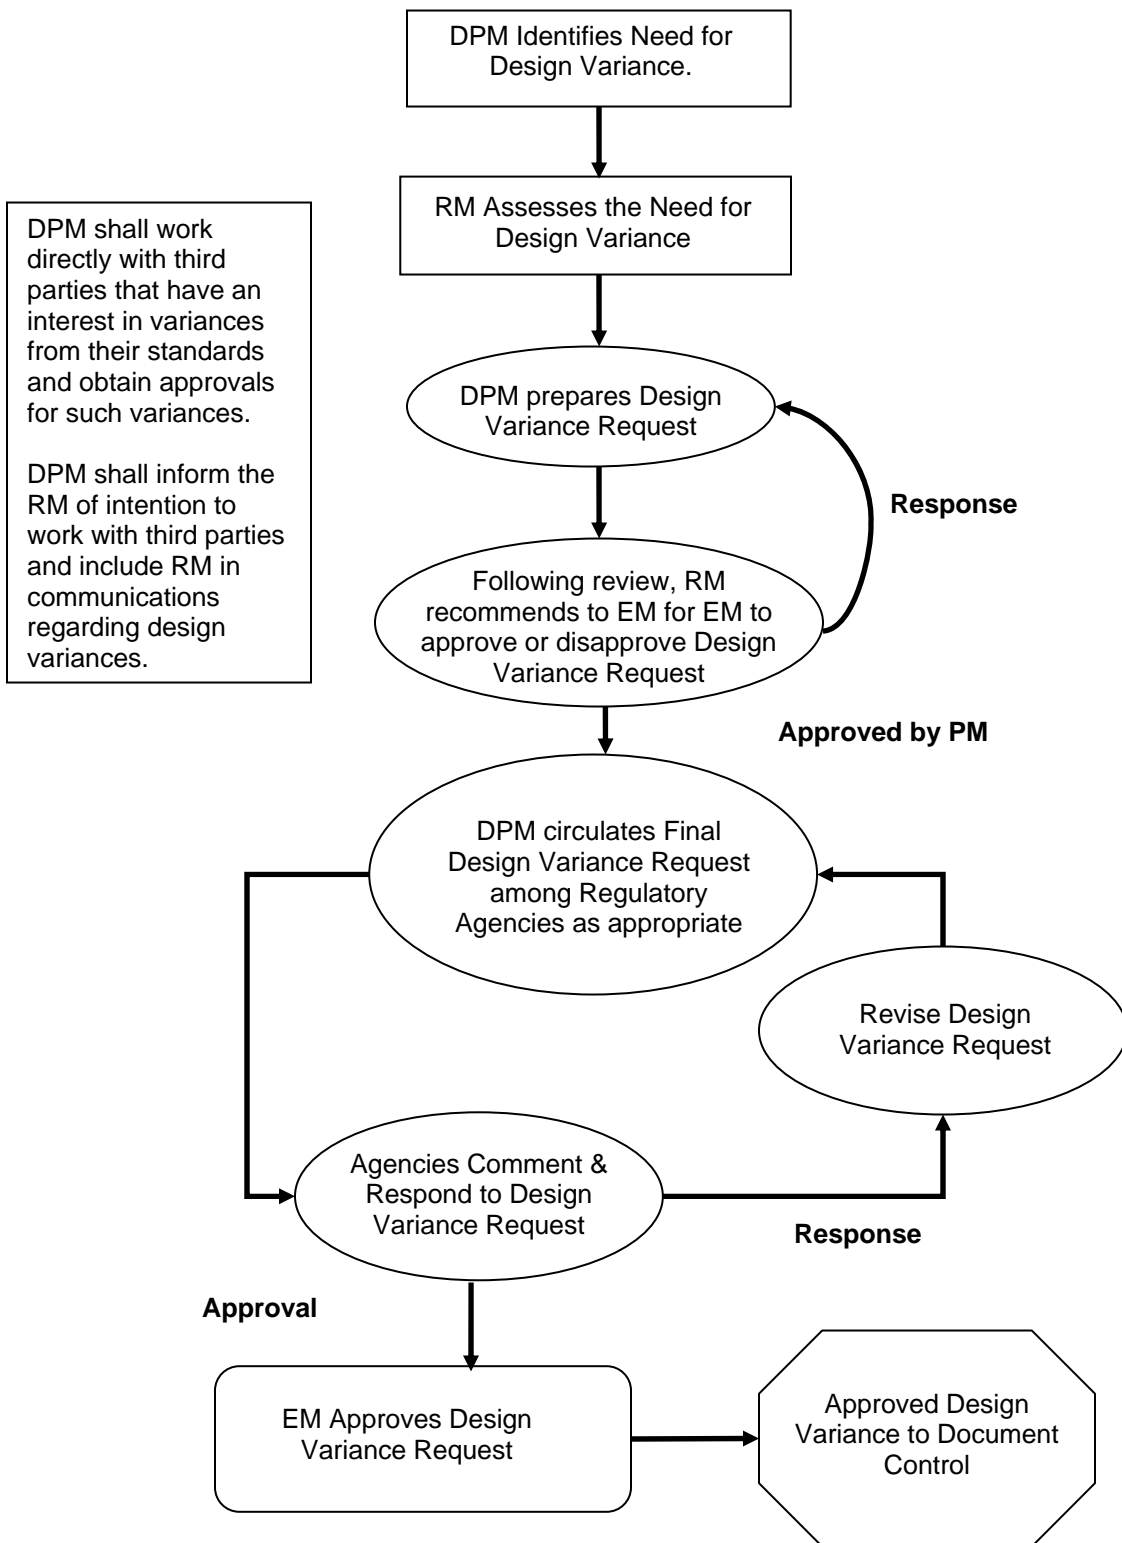 DPM Identifies Need for
Design Variance.
RM Assesses the Need for
Design Variance
DPM shall work
directly with third
parties that have an
interest in variances
from their standards
and obtain approvals
for such variances.
DPM shall inform the
RM of intention to
work with third parties
and include RM in
communications
regarding design
variances.
DPM prepares Design
Variance Request
Response
Following review, RM
recommends to EM for EM to
approve or disapprove Design
Variance Request
Approved by PM
DPM circulates Final
Design Variance Request
among Regulatory
Agencies as appropriate
Revise Design
Variance Request
Agencies Comment &
Respond to Design
Variance Request
Response
Approval
EM Approves Design
Variance Request
Approved Design
Variance to Document
Control